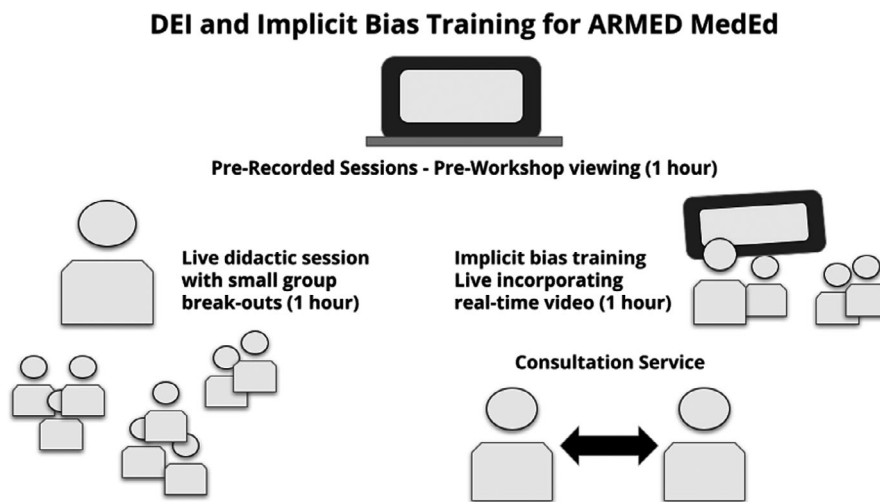 DEI and Implicit Bias Training for ARMED MedEd
Pre-Recorded Sessions - Pre-Workshop viewing (1 hour)
Live didactic session
with small group
break-outs (1 hour)
Implicit bias training
Live incorporating
real-time video (1 hour)
Consultation Service